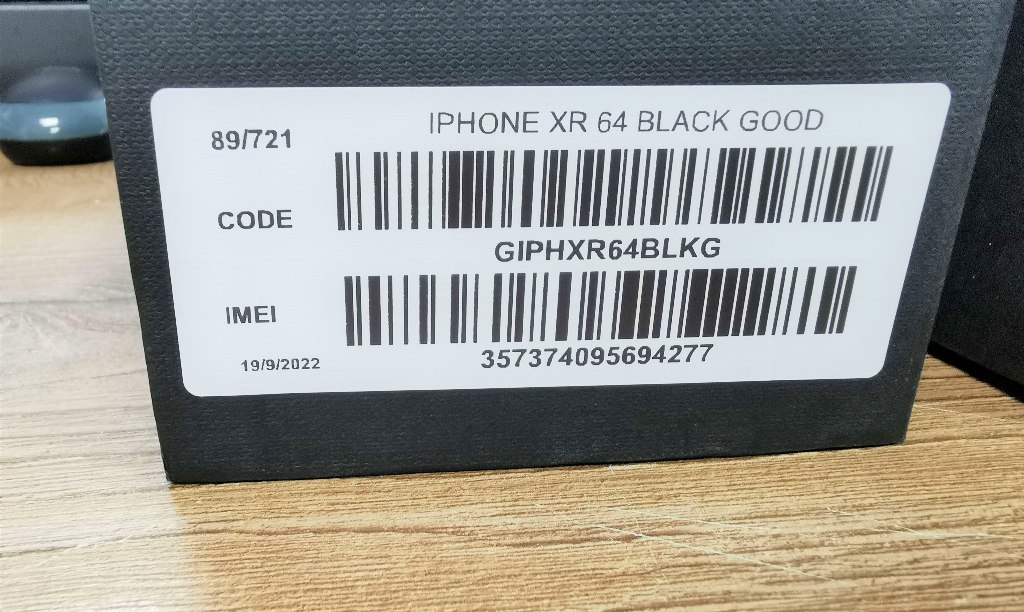 IPHONE XR 64 BLACK GOOD
89/721
CODE
GIPHXR64BLKG
IMEI
357374095694277
19/9/2022